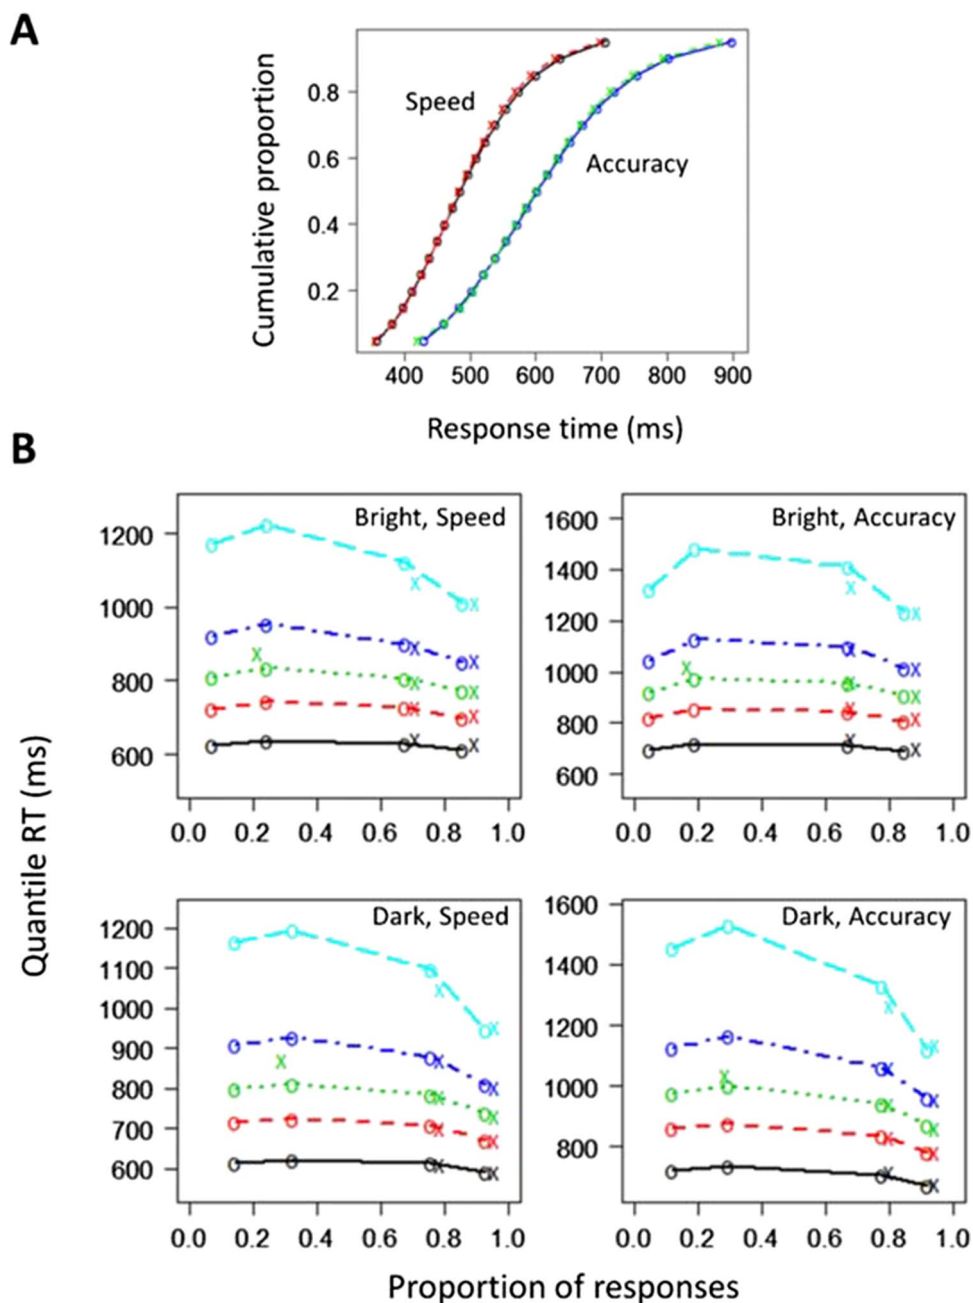 A
Cumulative proportion
0.8
0.6
0.4
0.2
Speed
Accuracy
400 500 600 700 800 900
Response time (ms)
B
Quantile RT (ms)
Bright, Speed
1200
1000
800
600
0.0 0.2 0.4 0.6 0.8 1.0
Bright, Accuracy
1600
1400
1200
1000
800
600
0.0 0.2 0.4 0.6 0.8 1.0
Dark, Speed
1200
1100
1000
900
800
700
600
0.0 0.2 0.4 0.6 0.8 1.0
Dark, Accuracy
1600
1400
1200
1000
800
0.0 0.2 0.4 0.6 0.8 1.0
Proportion of responses